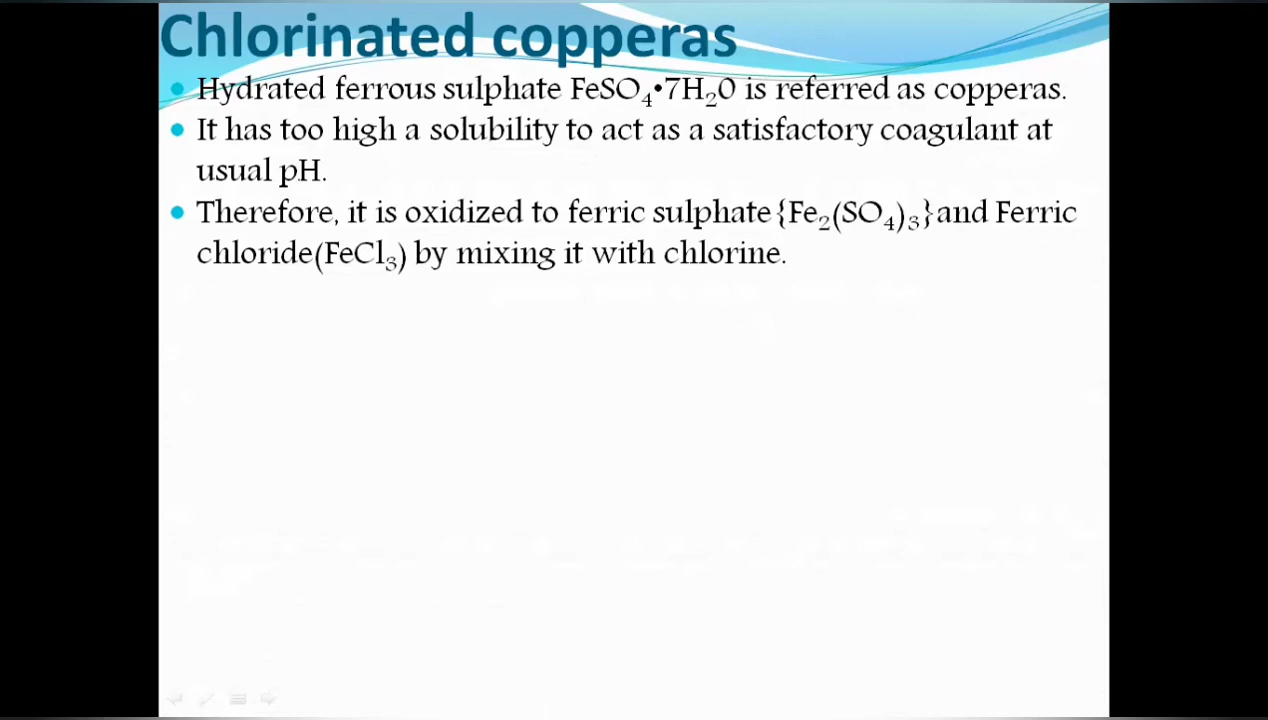 Chlorinated copperas
• Hydrated ferrous sulphate FeSO₄•7H₂0 is referred as copperas.
• It has too high a solubility to act as a satisfactory coagulant at
usual pH.
• Therefore, it is oxidized to ferric sulphate{Fe₂(SO₄)₃}and Ferric
chloride(FeCl₃) by mixing it with chlorine.